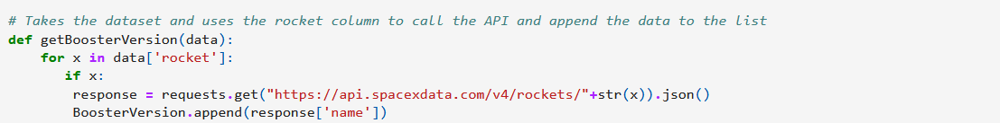 # Takes the dataset and uses the rocket column to call the API and append the data to the list
def getBoosterVersion(data):
    for x in data['rocket']:
       if x:
        response = requests.get("https://api.spacexdata.com/v4/rockets/"+str(x)).json()
        BoosterVersion.append(response['name'])